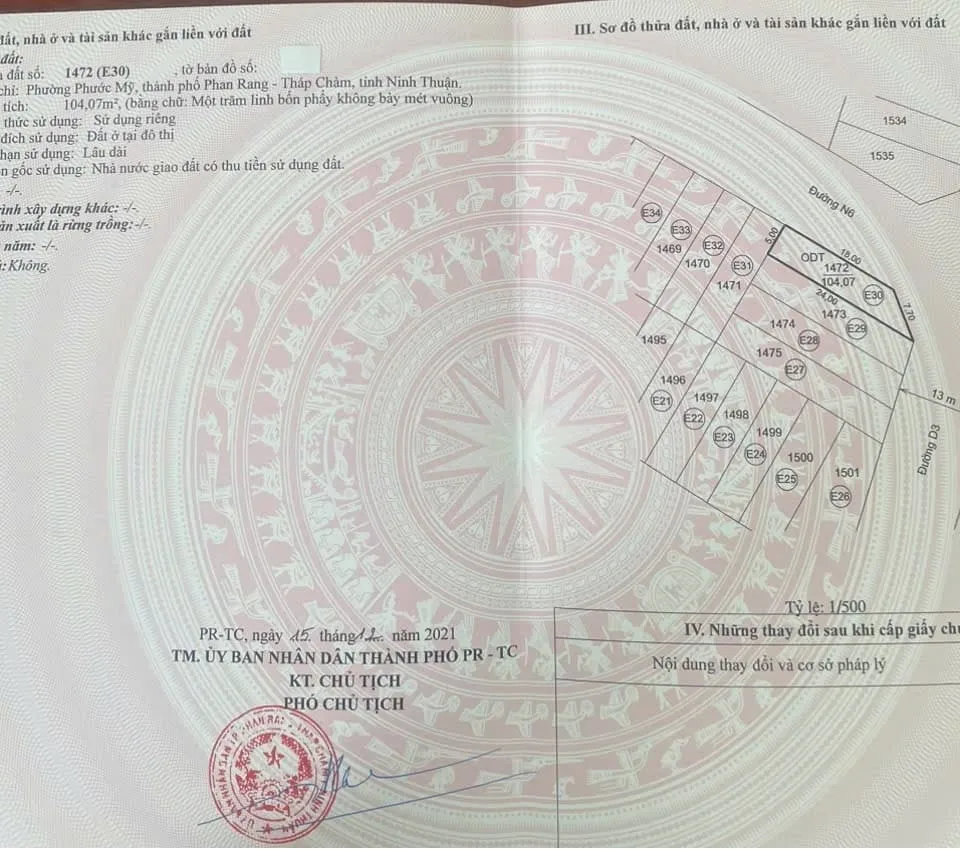 đất, nhà ở và tài sản khác gắn liền với đất
đất:
đất số: 1472 (E30) , tờ bản đồ số:
chỉ: Phường Phước Mỹ, thành phố Phan Rang - Tháp Chàm, tỉnh Ninh Thuận.
tích: 104,07m², (bằng chữ: Một trăm linh bốn phẩy không bảy mét vuông)
thức sử dụng: Sử dụng riêng
đích sử dụng: Đất ở tại đô thị
hạn sử dụng: Lâu dài
n gốc sử dụng: Nhà nước giao đất có thu tiền sử dụng đất.
-/-.
rình xây dựng khác: -/-.
ản xuất là rừng trồng:-/-.
năm: -/-.
: Không.
PR-TC, ngày 15 tháng 12 năm 2021
TM. ỦY BAN NHÂN DÂN THÀNH PHỐ PR - TC
KT. CHỦ TỊCH
PHÓ CHỦ TỊCH
III. Sơ đồ thửa đất, nhà ở và tài sản khác gắn liền với đất
1534
1535
Đường N6
E34
E33
E32
E31
1469
1470
1471
5,00
ODT
18,00
1472
104,07
E30
24,00
7,70
1473
E29
1474
E28
1475
E27
1495
1496
E21
1497
E22
1498
E23
1499
E24
1500
E25
1501
E26
13 m
Đường D3
Tỷ lệ: 1/500
IV. Những thay đổi sau khi cấp giấy ch
Nội dung thay đổi và cơ sở pháp lý